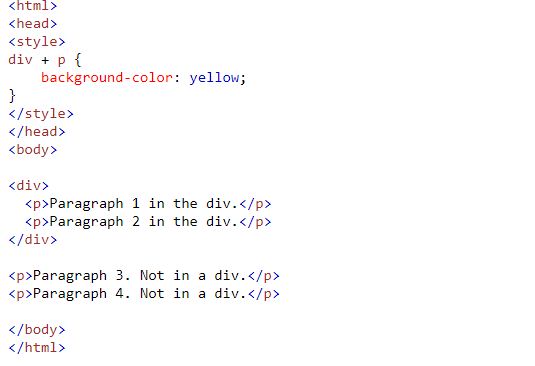 <html>
<head>
<style>
div + p {
    background-color: yellow;
}
</style>
</head>
<body>

<div>
  <p>Paragraph 1 in the div.</p>
  <p>Paragraph 2 in the div.</p>
</div>

<p>Paragraph 3. Not in a div.</p>
<p>Paragraph 4. Not in a div.</p>

</body>
</html>